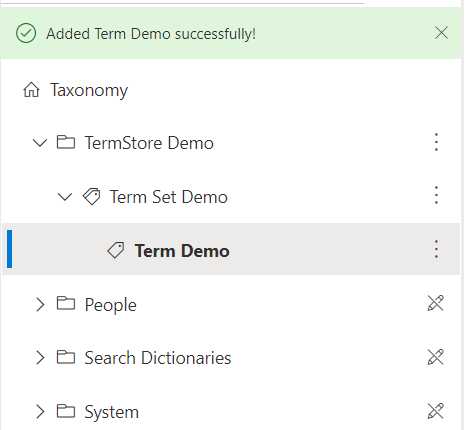 Added Term Demo successfully!
Taxonomy
TermStore Demo
Term Set Demo
Term Demo
People
Search Dictionaries
System